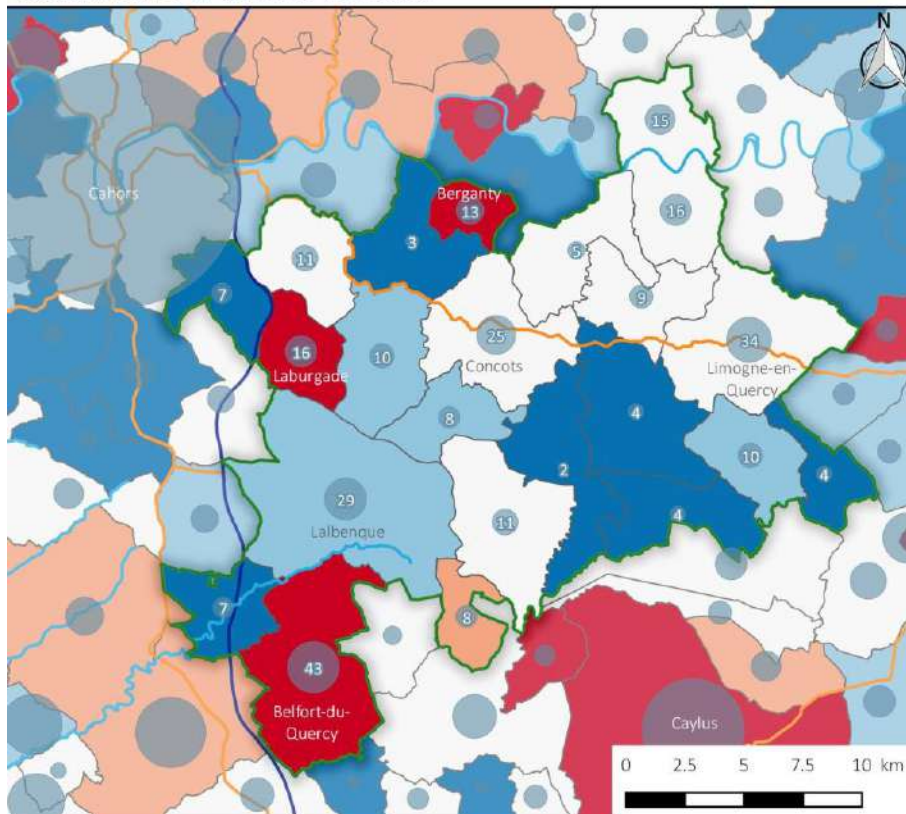 N
15
Cahors
Berganty
13
16
3
5
11
7
9
16
Laburgade
10
25
Concots
34
Limogne-en-
Quercy
8
4
10
2
4
29
Lalbenque
11
4
7
8
43
Belfort-du-
Quercy
Caylus
0 2.5 5 7.5 10 km